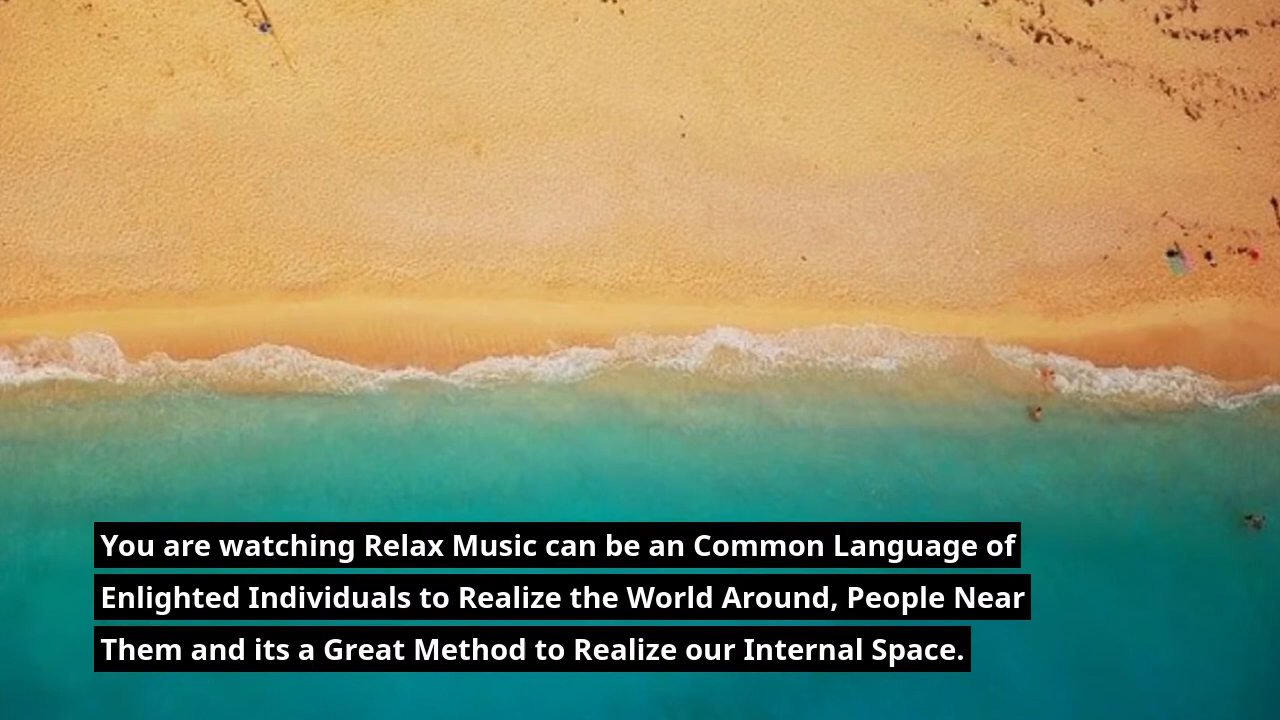 You are watching Relax Music can be an Common Language of
Enlighted Individuals to Realize the World Around, People Near
Them and its a Great Method to Realize our Internal Space.